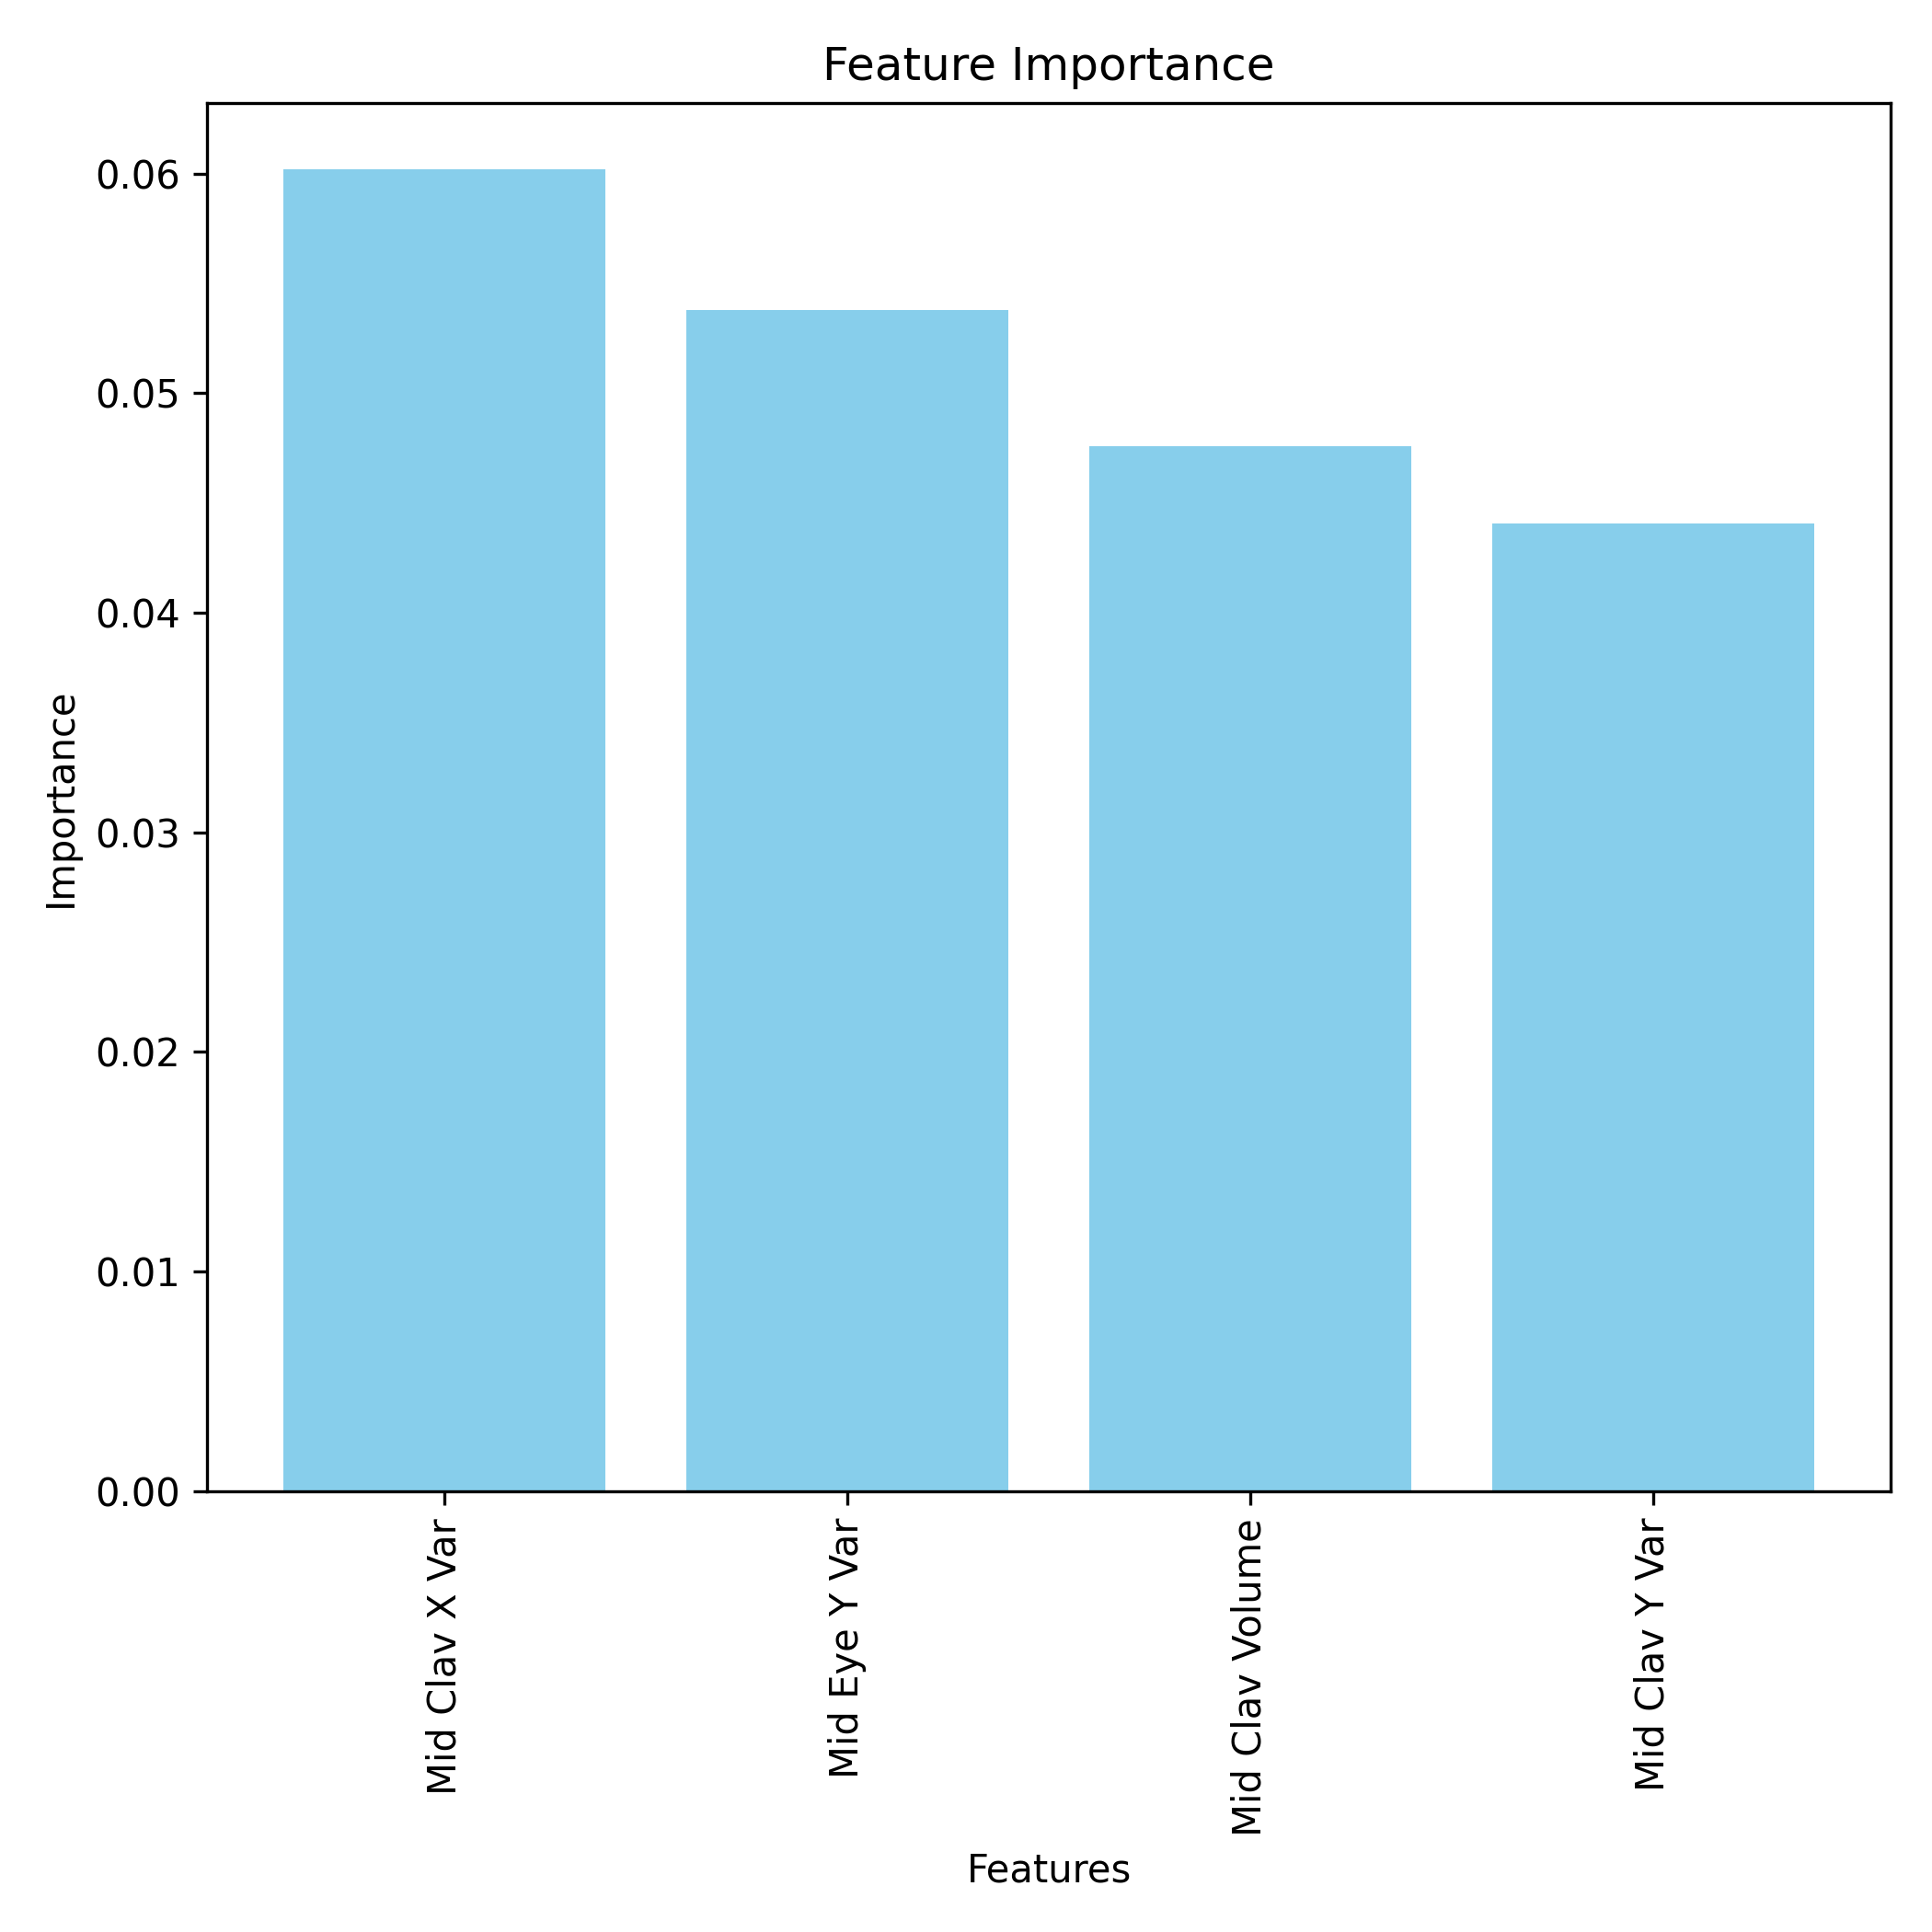 Feature Importance
Importance
0.06
0.05
0.04
0.03
0.02
0.01
0.00
Mid Clav X Var
Mid Eye Y Var
Mid Clav Volume
Mid Clav Y Var
Features